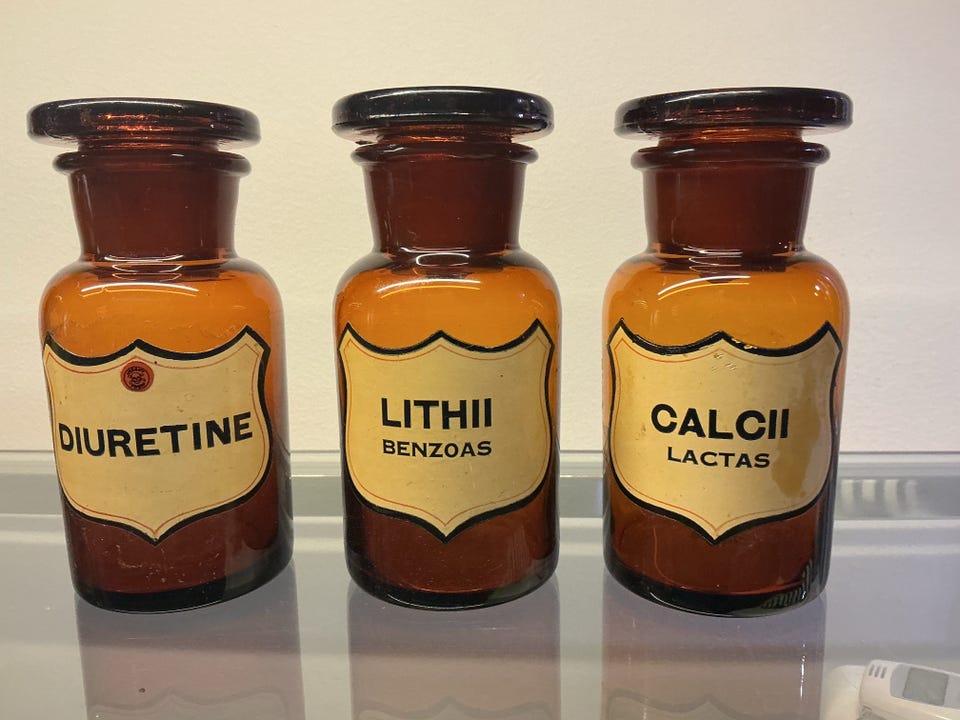 DIURETINE
LITHII
BENZOAS
CALCII
LACTAS